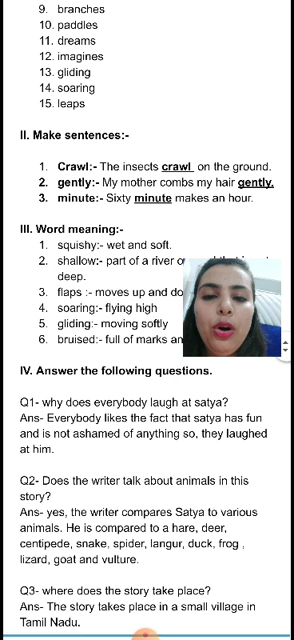 9. branches
10. paddles
11. dreams
12. imagines
13. gliding
14. soaring
15. leaps
II. Make sentences:-
1. Crawl:- The insects crawl on the ground.
2. gently:- My mother combs my hair gently.
3. minute:- Sixty minute makes an hour.
III. Word meaning:-
1. squishy:- wet and soft.
2. shallow:- part of a river
deep.
3. flaps :- moves up and
4. soaring:- flying high
5. gliding:- moving softly
6. bruised:- full of marks
IV. Answer the following questions.
Q1- why does everybody laugh at satya?
Ans- Everybody likes the fact that satya has fun
and is not ashamed of anything so, they laughed
at him.
Q2- Does the writer talk about animals in this
story?
Ans- yes, the writer compares Satya to various
animals. He is compared to a hare, deer,
centipede, snake, spider, langur, duck, frog ,
lizard, goat and vulture.
Q3- where does the story take place?
Ans- The story takes place in a small village in
Tamil Nadu.